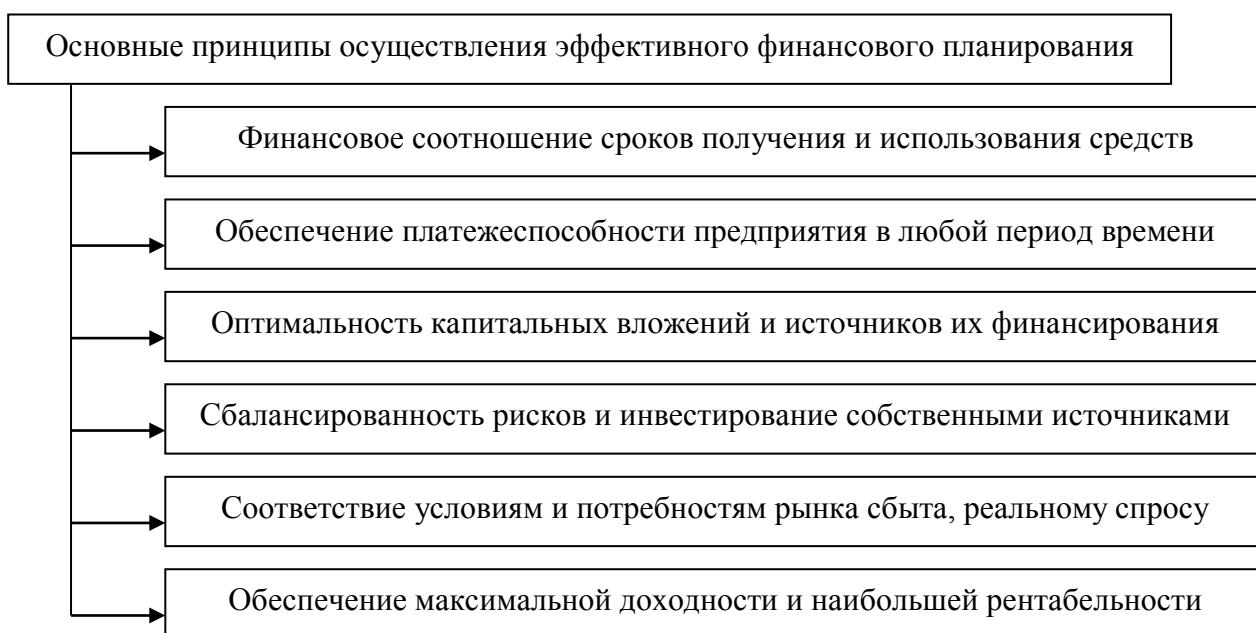 Основные принципы осуществления эффективного финансового планирования
Финансовое соотношение сроков получения и использования средств
Обеспечение платежеспособности предприятия в любой период времени
Оптимальность капитальных вложений и источников их финансирования
Сбалансированность рисков и инвестирование собственными источниками
Соответствие условиям и потребностям рынка сбыта, реальному спросу
Обеспечение максимальной доходности и наибольшей рентабельности